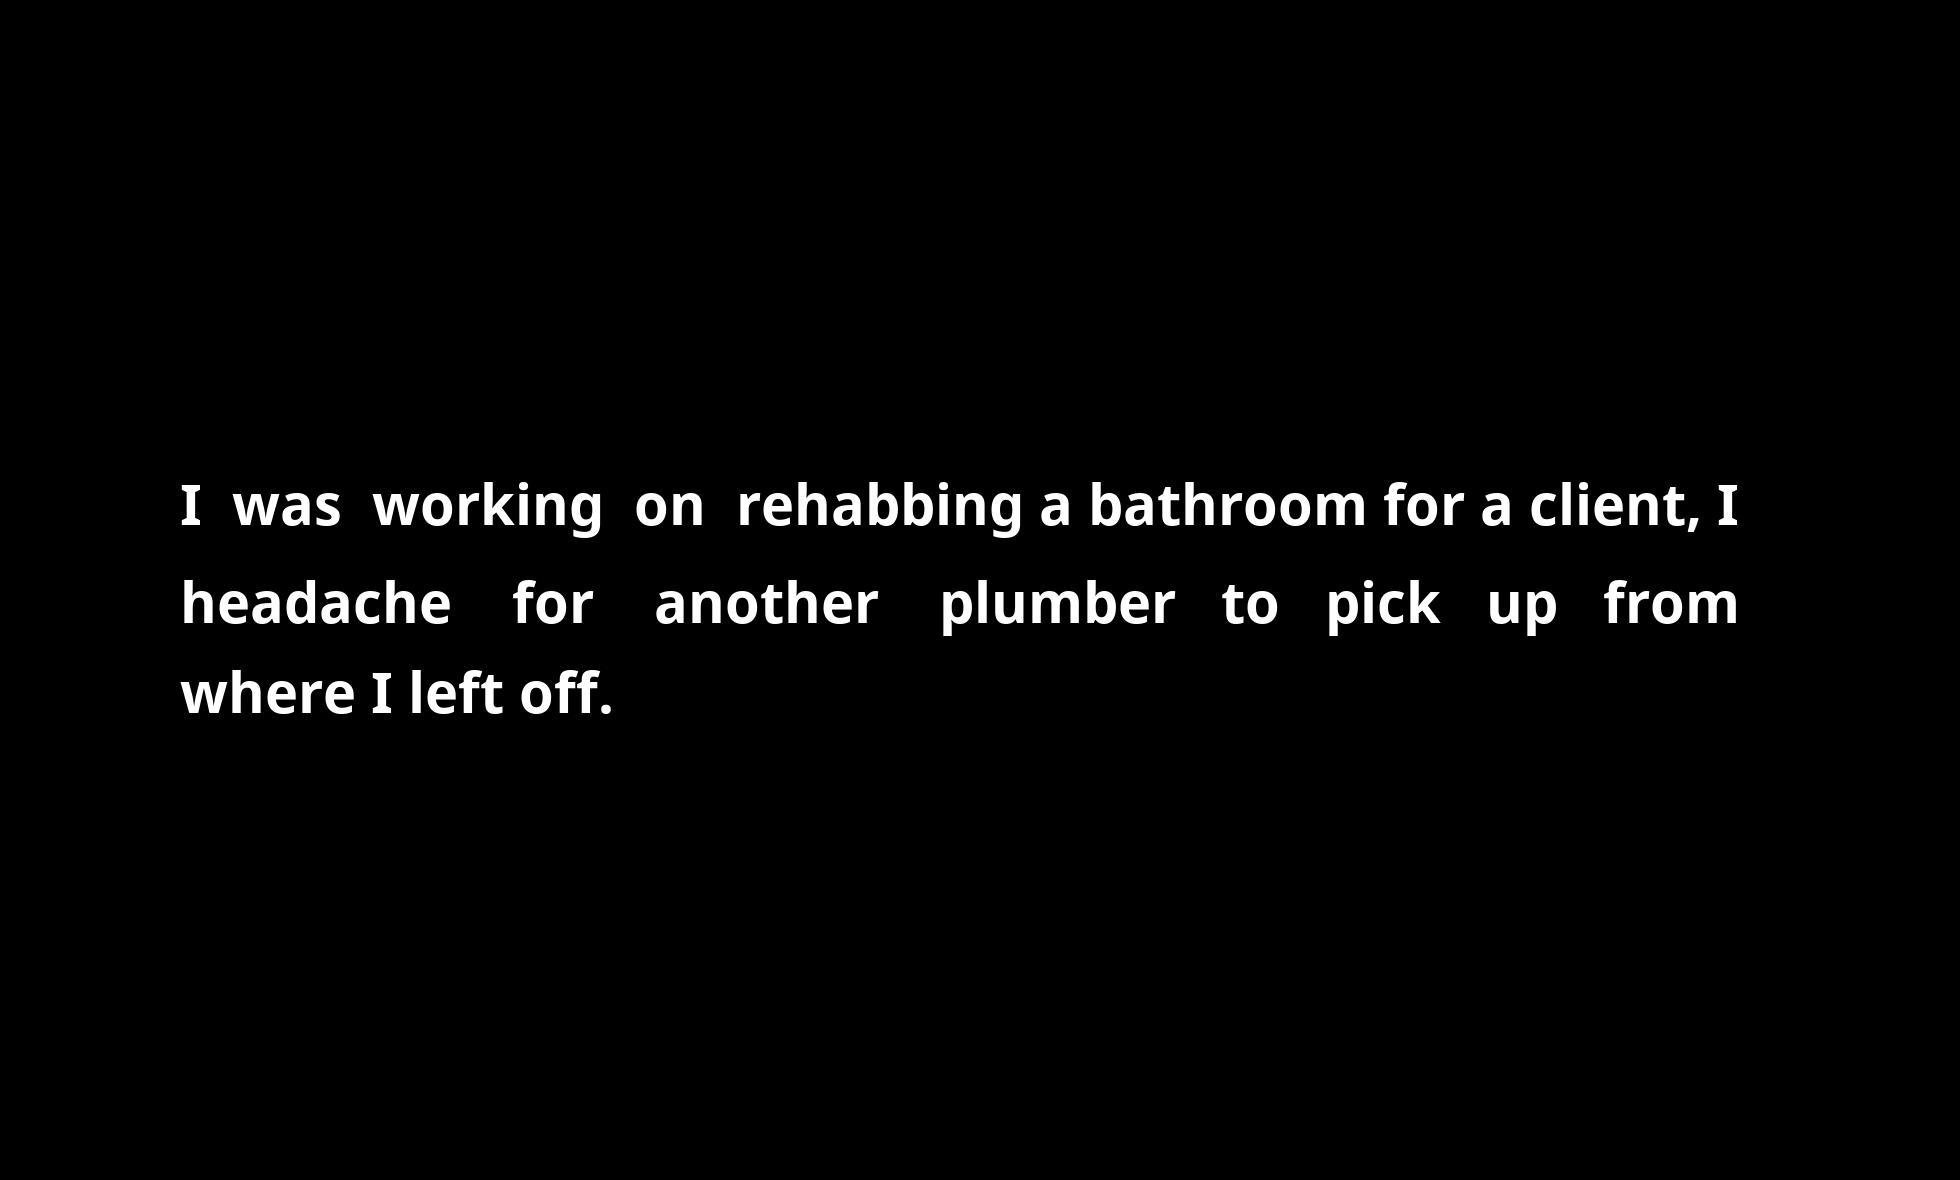 I was working on rehabbing a bathroom for a client, I
headache for another plumber to pick up from
where I left off.